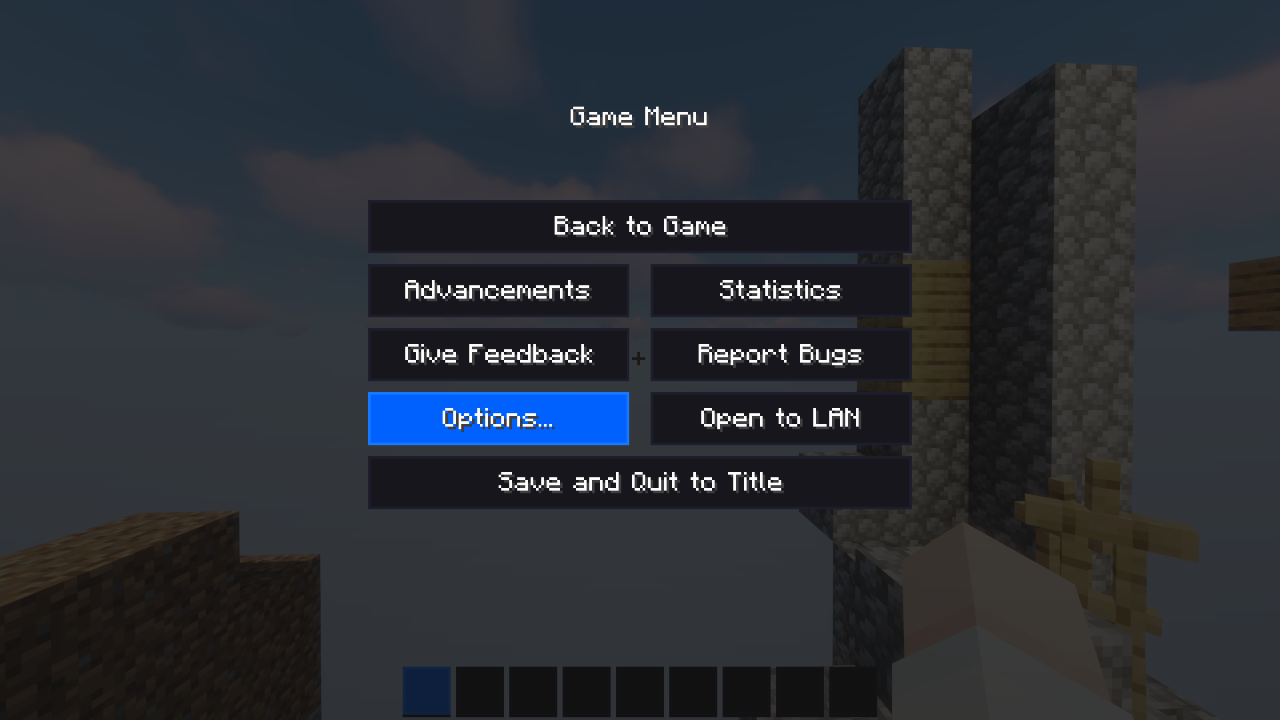 Game Menu
Back to Game
Advancements
Statistics
Give Feedback
Report Bugs
Options...
Open to LAN
Save and Quit to Title